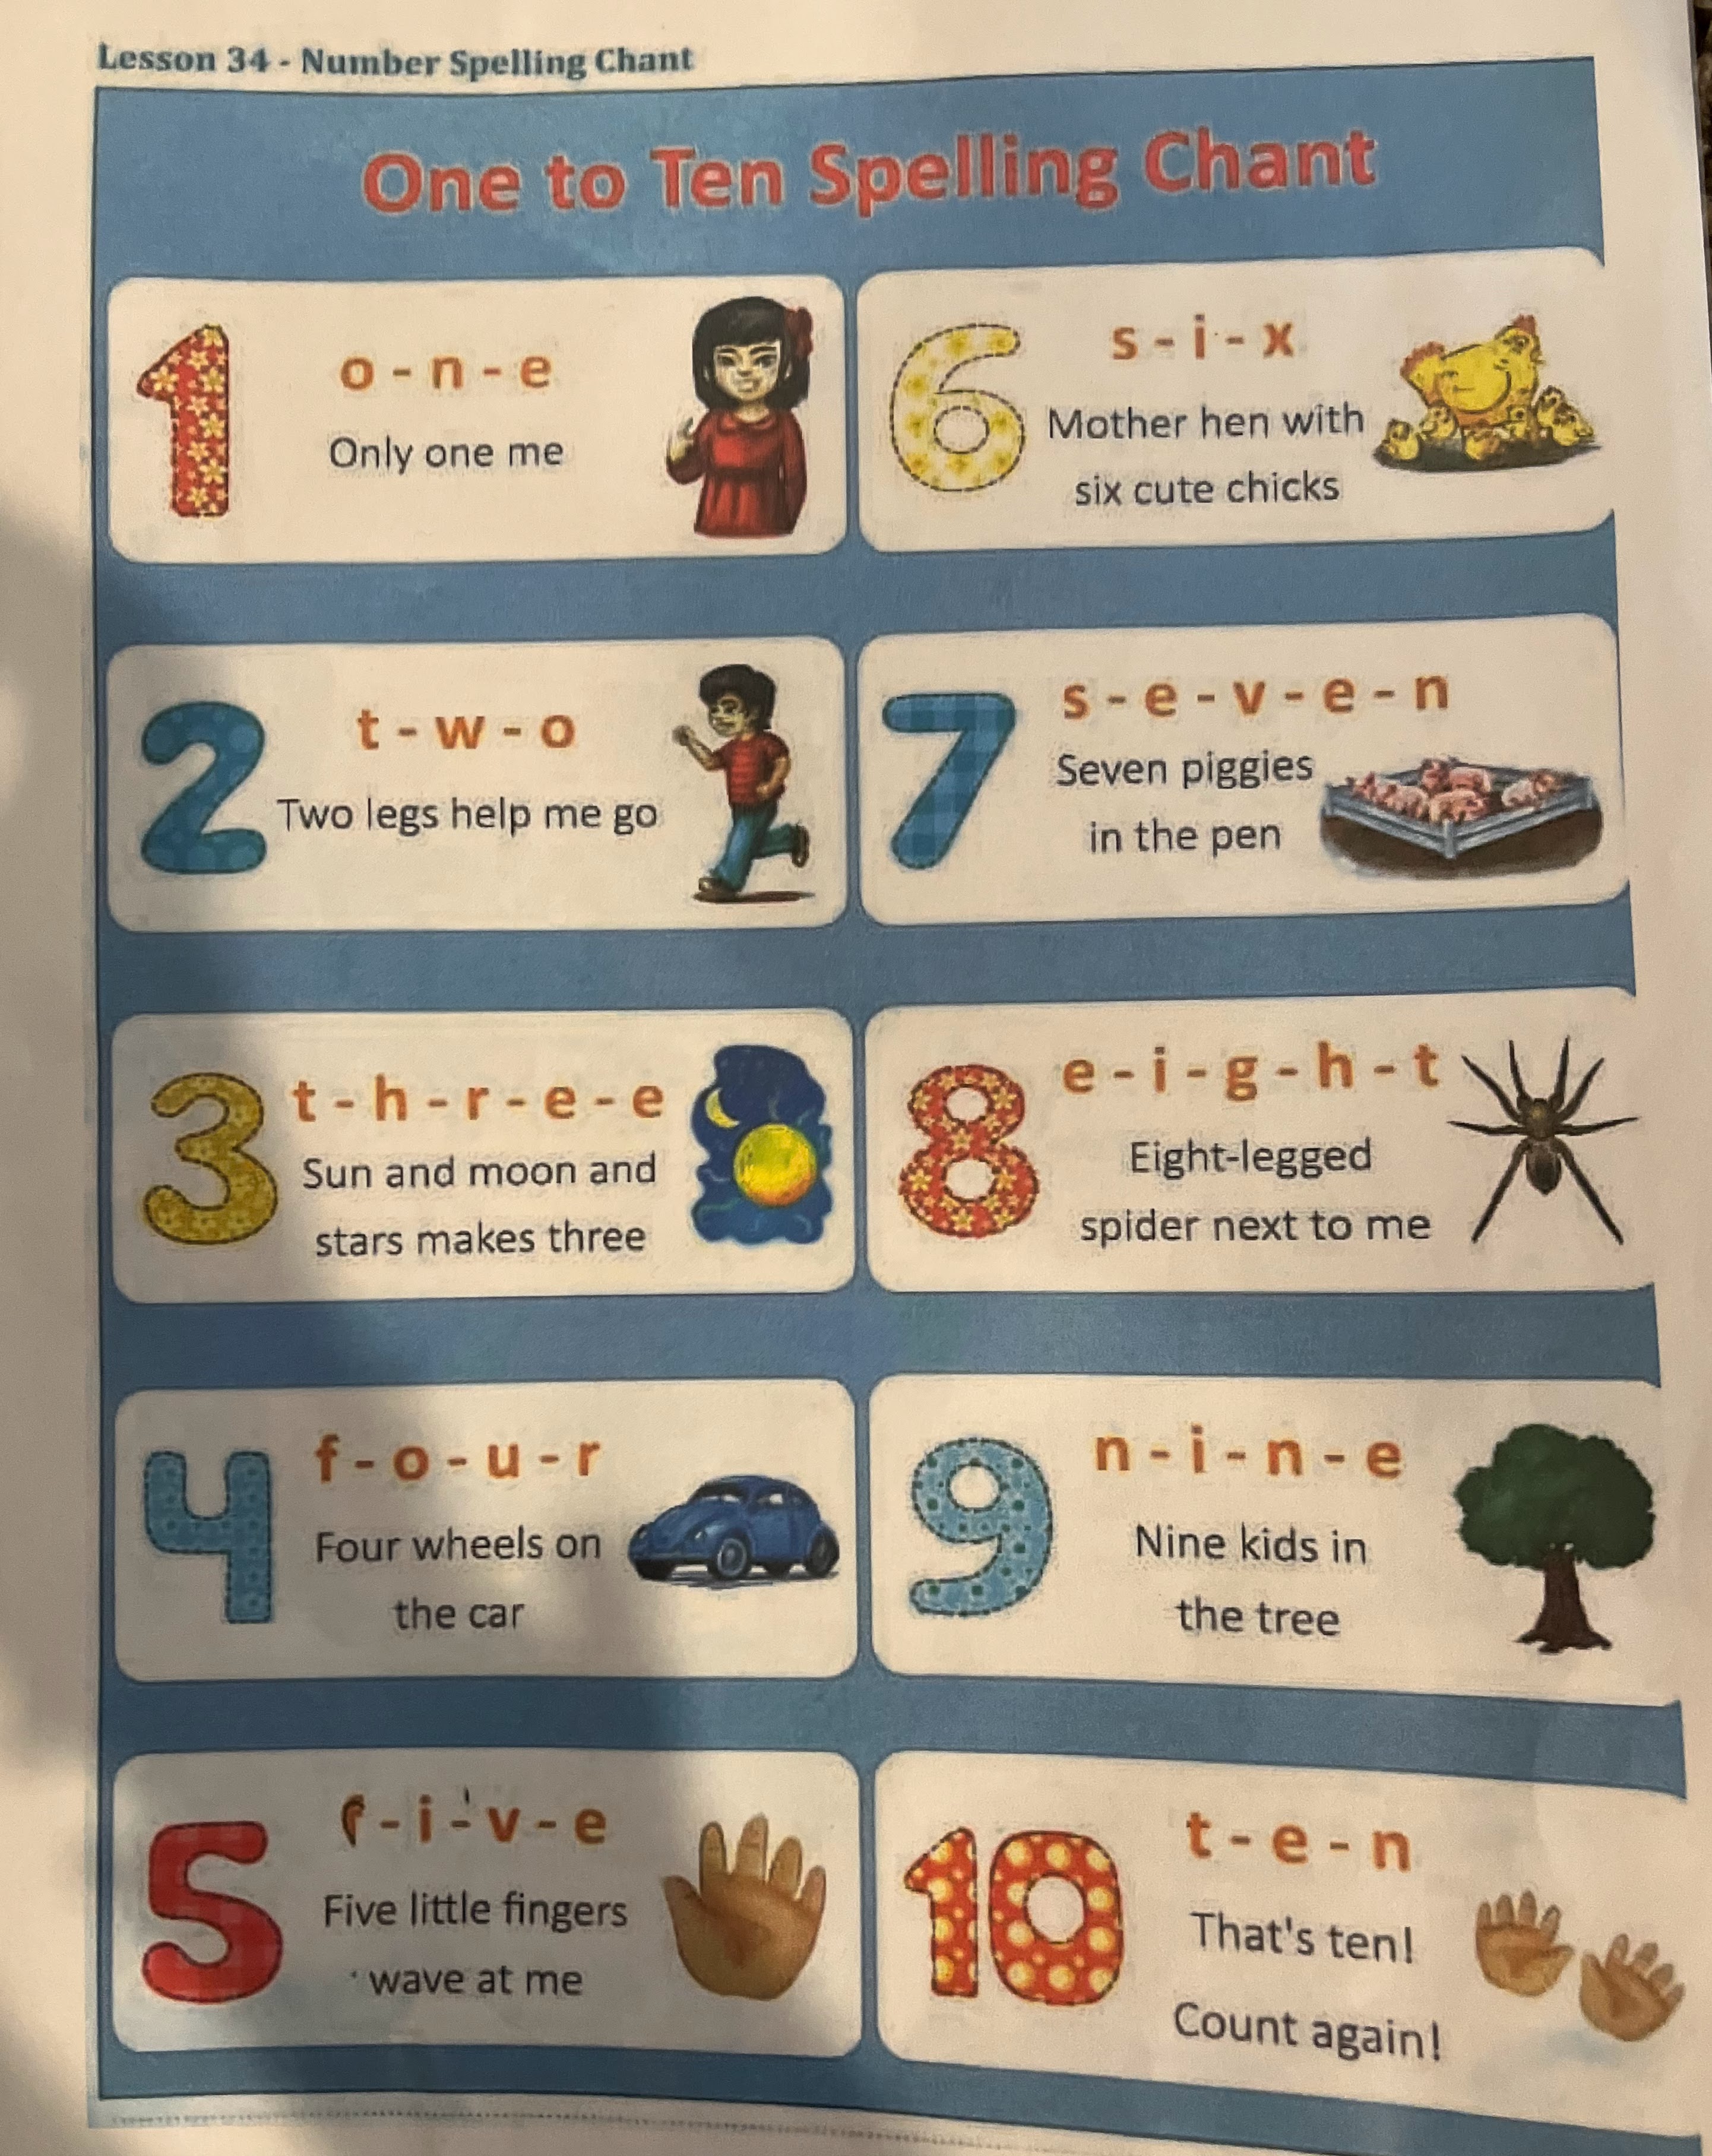 Lesson 34 - Number Spelling Chant
One to Ten Spelling Chant
1
o - n - e
Only one me
2
t - w - o
Two legs help me go
3
t - h - r - e - e
Sun and moon and
stars makes three
4
f - o - u - r
Four wheels on
the car
5
f - i - v - e
Five little fingers
wave at me
6
s - i - x
Mother hen with
six cute chicks
7
s - e - v - e - n
Seven piggies
in the pen
8
e - i - g - h - t
Eight-legged
spider next to me
9
n - i - n - e
Nine kids in
the tree
10
t - e - n
That's ten!
Count again!